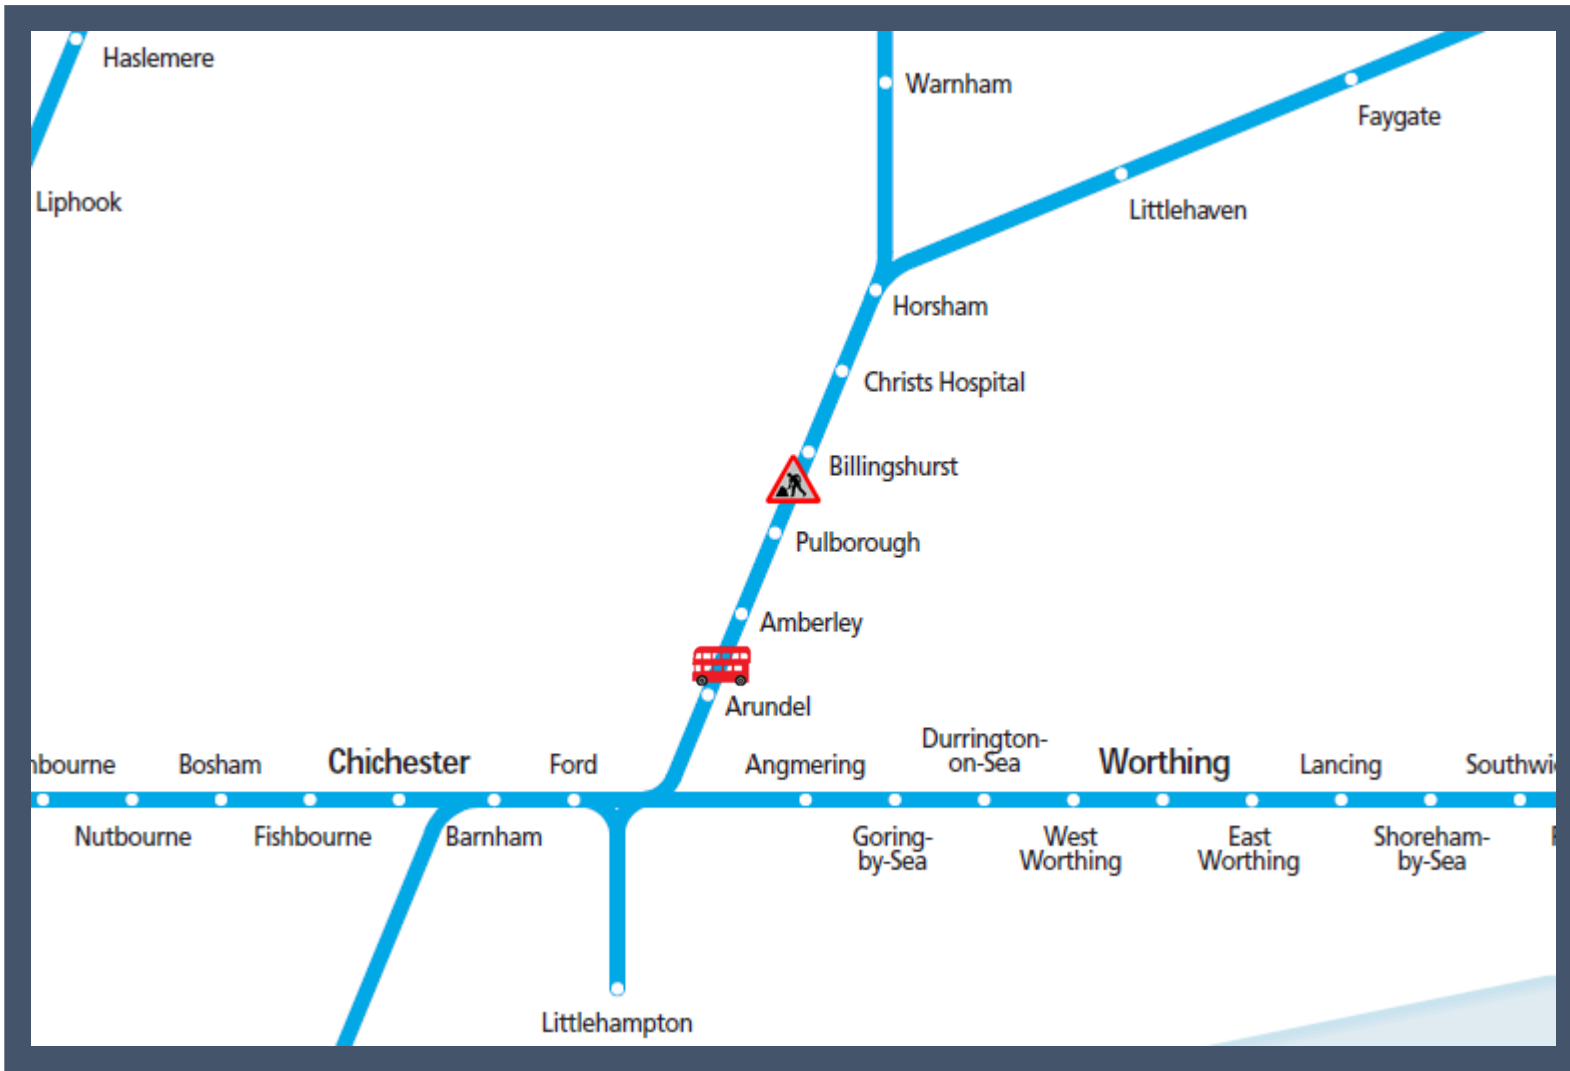 Haslemere
Warnham
Faygate
Liphook
Littlehaven
Horsham
Christs Hospital
Billingshurst
Pulborough
Amberley
Arundel
Durrington-
on-Sea
Bosham
Chichester
Ford
Angmering
Worthing
Lancing
Nutbourne
Fishbourne
Barnham
Goring-
by-Sea
West
Worthing
East
Worthing
Shoreham-
by-Sea
Littlehampton